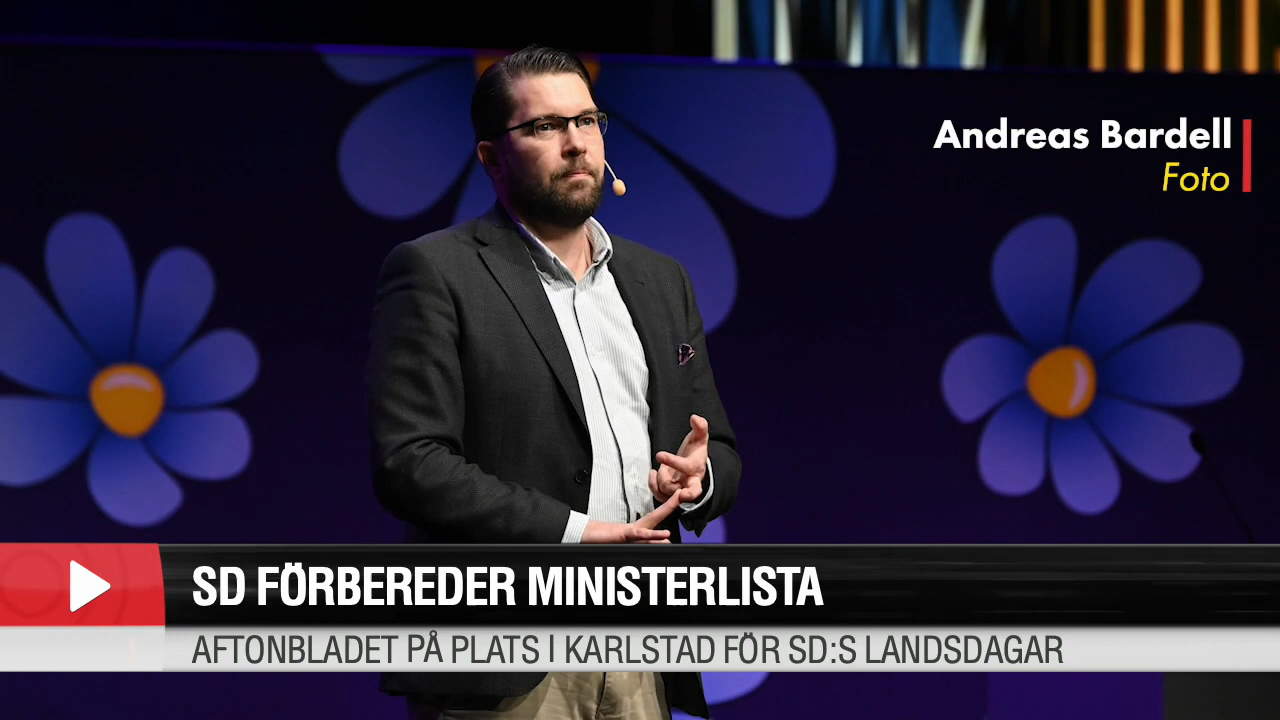 Andreas Bardell
Foto
SD FÖRBEREDER MINISTERLISTA
AFTONBLADET PÅ PLATS I KARLSTAD FÖR SD:S LANDSDAGAR